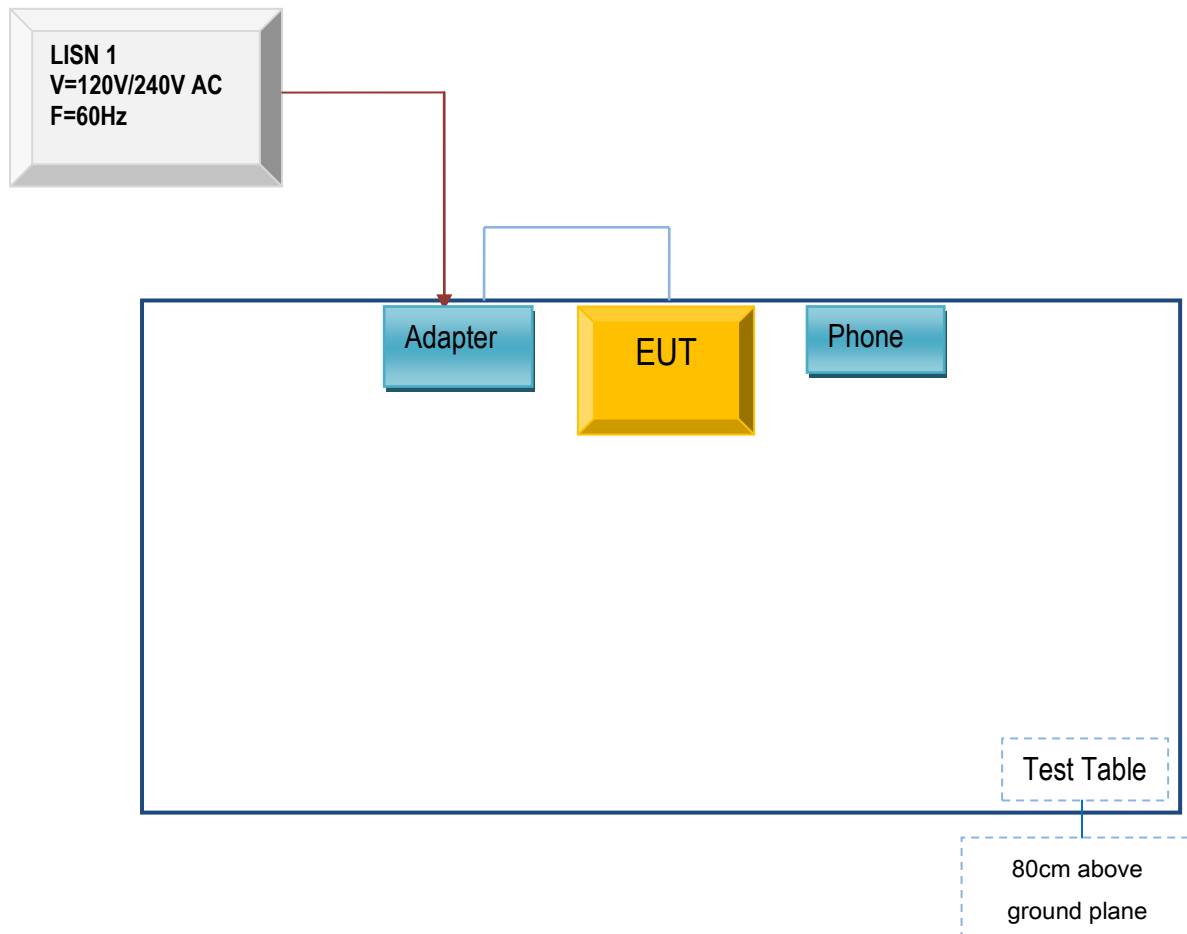 LISN 1
V=120V/240V AC
F=60Hz
Adapter
EUT
Phone
Test Table
80cm above
ground plane